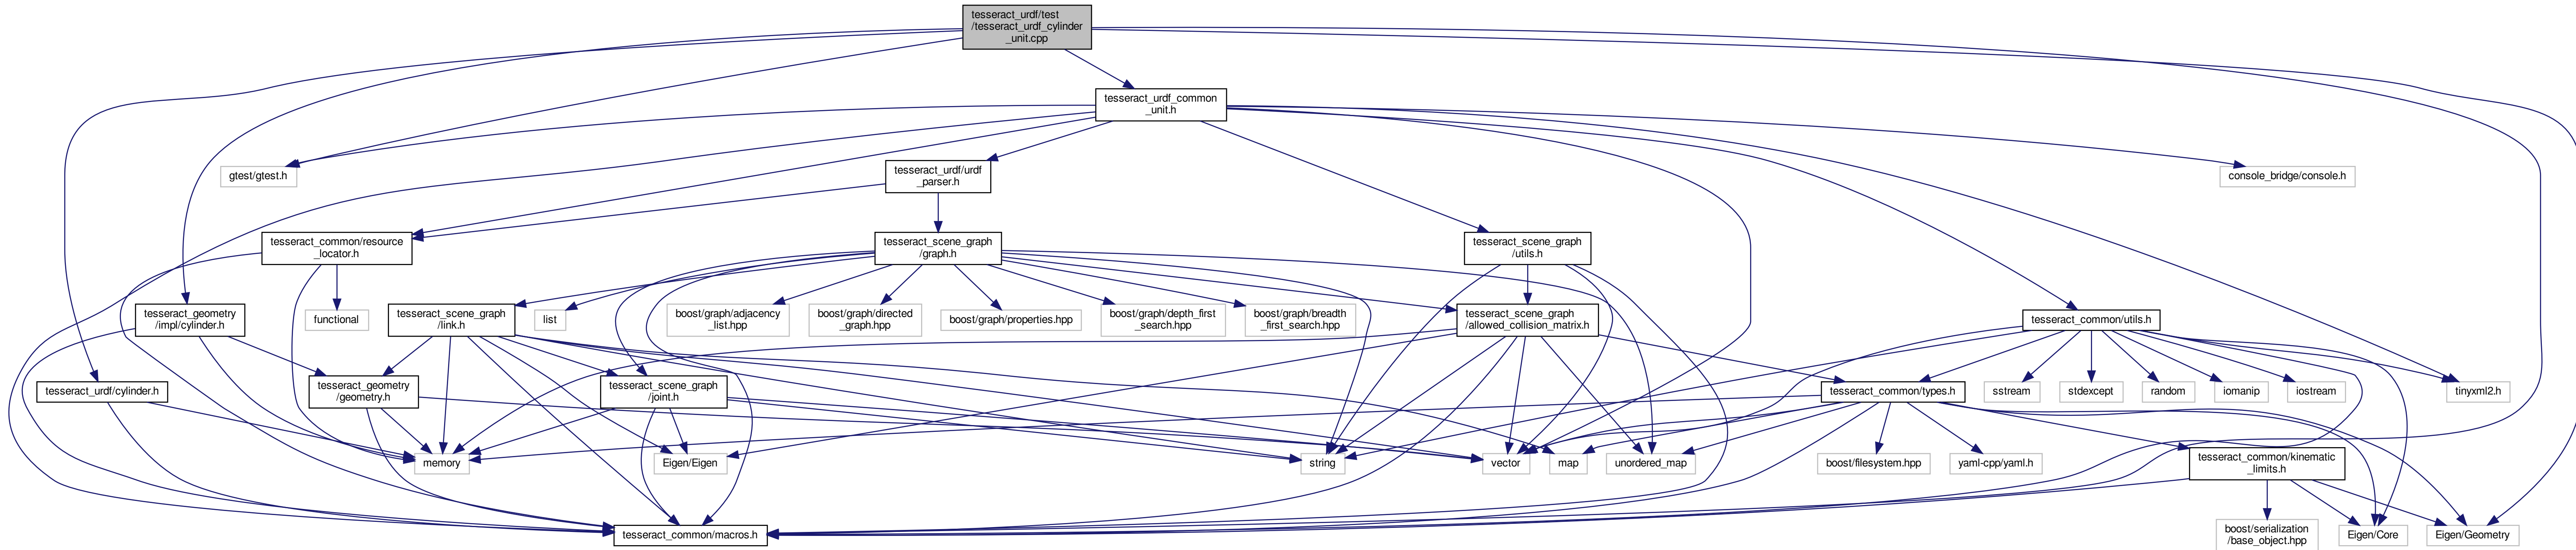 tesseract_urdf/test
/tesseract_urdf_cylinder
_unit.cpp
tesseract_urdf_common
_unit.h
gtest/gtest.h
tesseract_urdf/urdf
_parser.h
console_bridge/console.h
tesseract_common/resource
_locator.h
tesseract_scene_graph
/graph.h
tesseract_scene_graph
/utils.h
tesseract_geometry
/impl/cylinder.h
functional
tesseract_scene_graph
/link.h
list
boost/graph/adjacency
_list.hpp
boost/graph/directed
_graph.hpp
boost/graph/properties.hpp
boost/graph/depth_first
_search.hpp
boost/graph/breadth
_first_search.hpp
tesseract_scene_graph
/allowed_collision_matrix.h
tesseract_common/utils.h
tesseract_urdf/cylinder.h
tesseract_geometry
/geometry.h
tesseract_scene_graph
/joint.h
tesseract_common/types.h
sstream
stdexcept
random
iomanip
iostream
tinyxml2.h
memory
Eigen/Eigen
string
vector
map
unordered_map
boost/filesystem.hpp
yaml-cpp/yaml.h
tesseract_common/kinematic
_limits.h
tesseract_common/macros.h
boost/serialization
/base_object.hpp
Eigen/Core
Eigen/Geometry